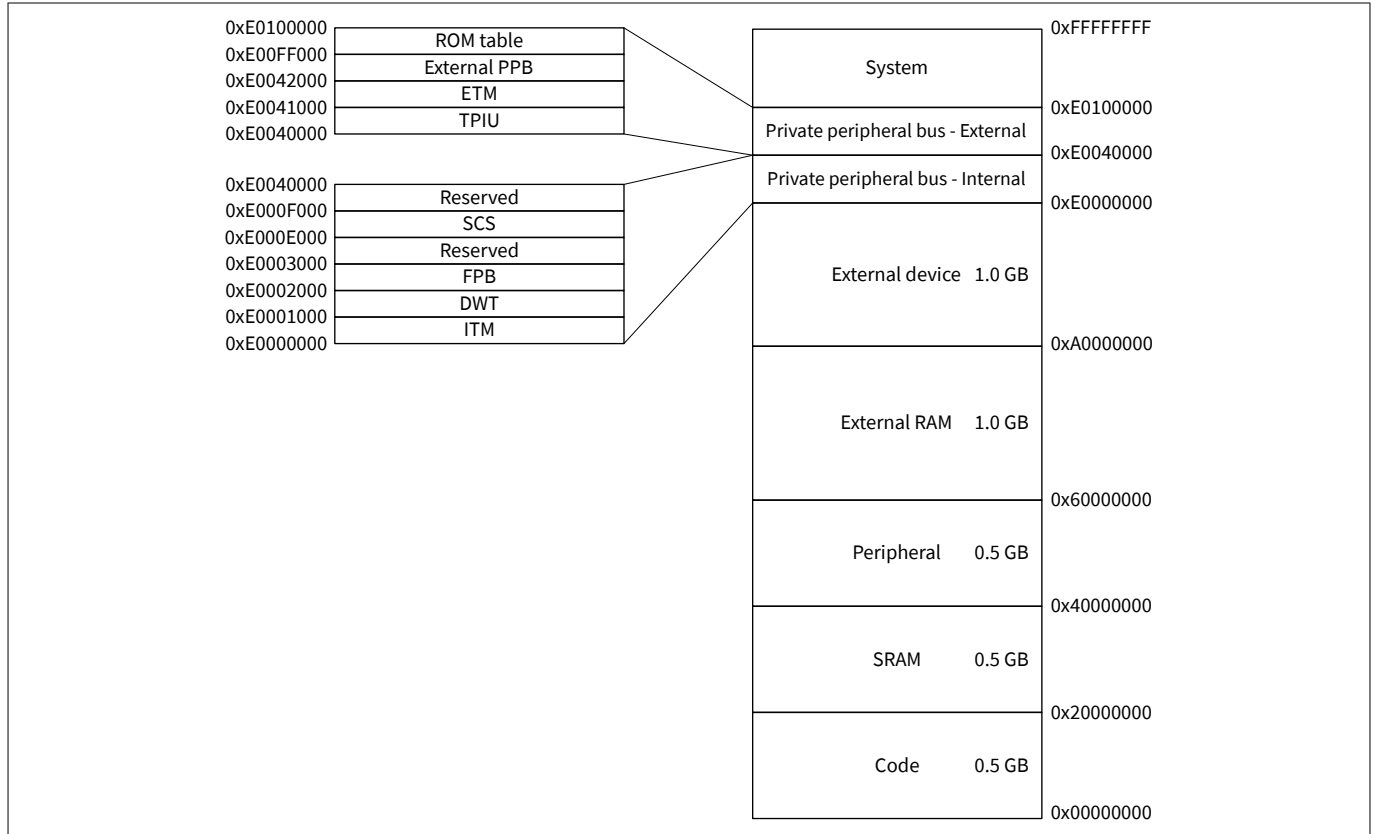 0xE0100000
ROM table
0xE00FF000
External PPB
0xE0042000
ETM
0xE0041000
TPIU
0xE0040000
0xE0040000
Reserved
0xE000F000
SCS
0xE000E000
Reserved
0xE0003000
FPB
0xE0002000
DWT
0xE0001000
ITM
0xE0000000
0xFFFFFFFF
System
0xE0100000
Private peripheral bus - External
0xE0040000
Private peripheral bus - Internal
0xE0000000
External device 1.0 GB
0xA0000000
External RAM 1.0 GB
0x60000000
Peripheral 0.5 GB
0x40000000
SRAM 0.5 GB
0x20000000
Code 0.5 GB
0x00000000